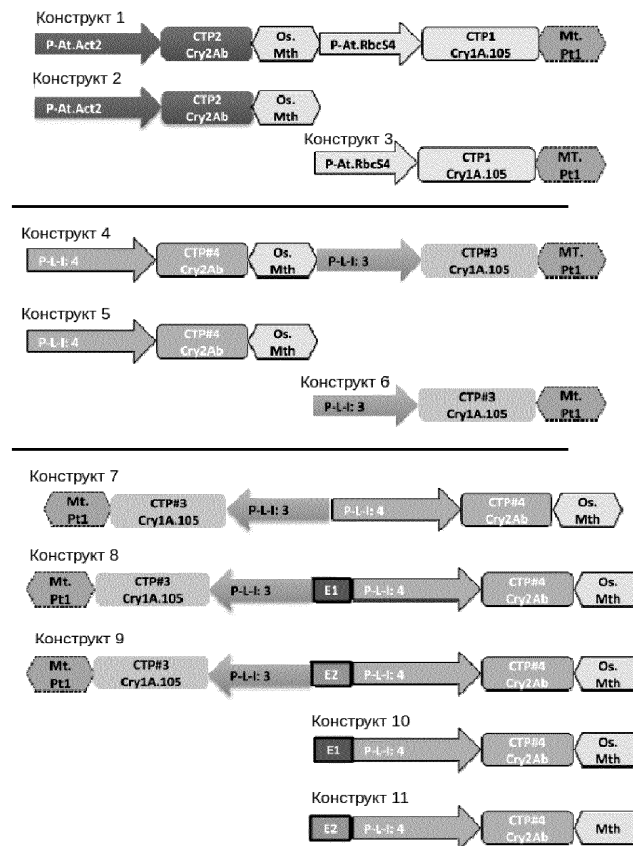 Конструкт 1
P-At.Act2
CTP2
Cry2Ab
Os.
Mth
P-At.RbcS4
CTP1
Cry1A.105
Mt.
Pt1
Конструкт 2
P-At.Act2
CTP2
Cry2Ab
Os.
Mth
Конструкт 3
P-At.RbcS4
CTP1
Cry1A.105
MT.
Pt1
Конструкт 4
P-L-I: 4
CTP#4
Cry2Ab
Os.
Mth
P-L-I: 3
CTP#3
Cry1A.105
MT.
Pt1
Конструкт 5
P-L-I: 4
CTP#4
Cry2Ab
Os.
Mth
Конструкт 6
P-L-I: 3
CTP#3
Cry1A.105
Mt.
Pt1
Конструкт 7
Mt.
Pt1
CTP#3
Cry1A.105
P-L-I: 3
P-L-I: 4
CTP#4
Cry2Ab
Os.
Mth
Конструкт 8
Mt.
Pt1
CTP#3
Cry1A.105
P-L-I: 3
E1
P-L-I: 4
CTP#4
Cry2Ab
Os.
Mth
Конструкт 9
Mt.
Pt1
CTP#3
Cry1A.105
P-L-I: 3
E2
P-L-I: 4
CTP#4
Cry2Ab
Os.
Mth
Конструкт 10
E1
P-L-I: 4
CTP#4
Cry2Ab
Os.
Mth
Конструкт 11
E2
P-L-I: 4
CTP#4
Cry2Ab
Mth